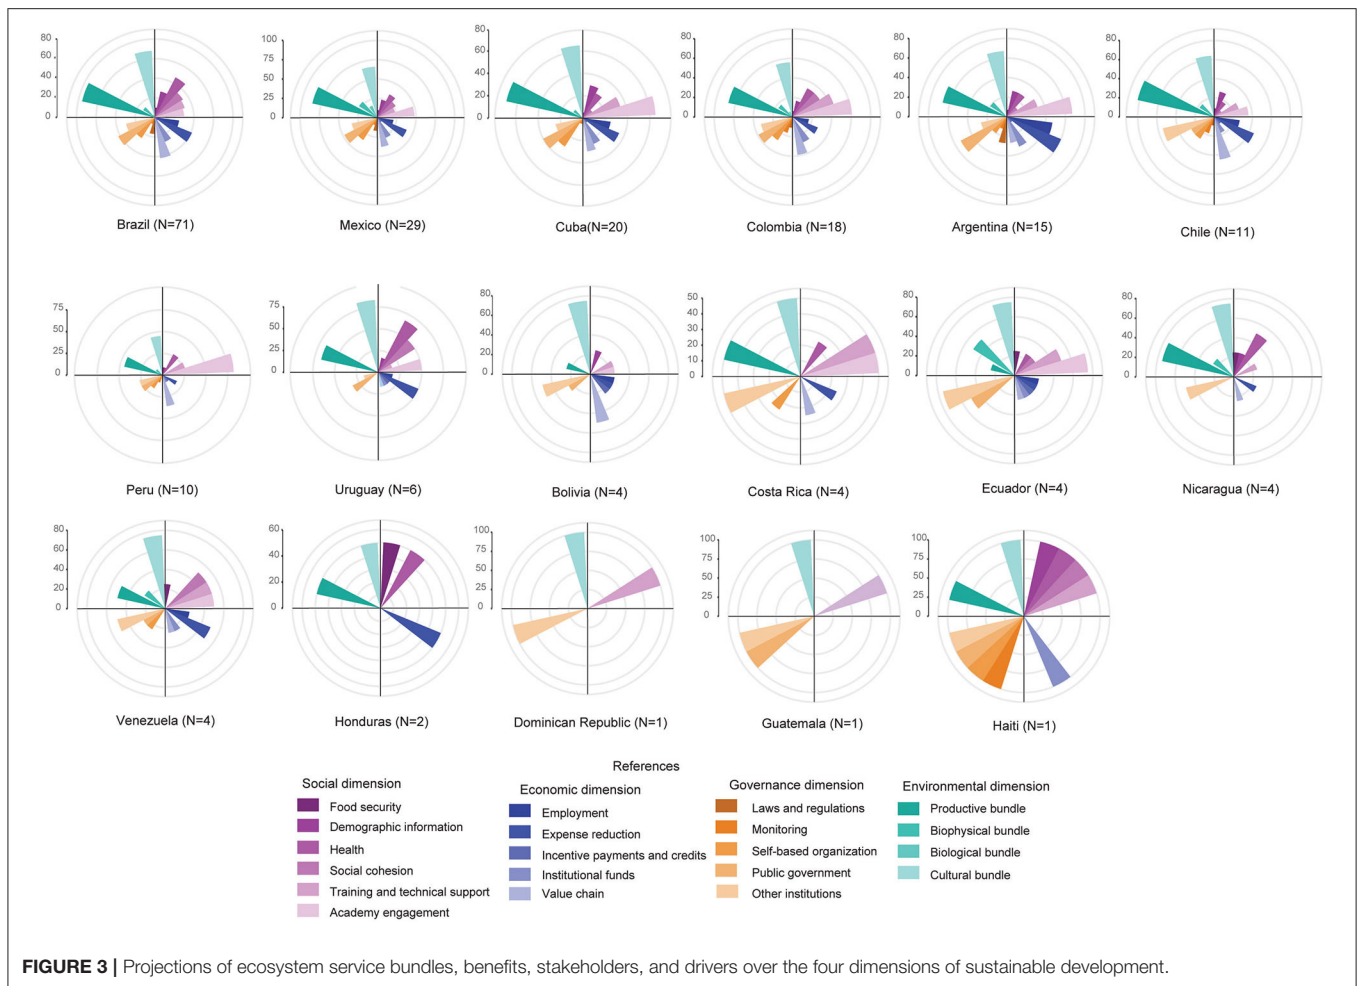 80
60
40
20
0
Brazil (N=71)
100
75
50
25
0
Mexico (N=29)
80
60
40
20
0
Cuba(N=20)
80
60
40
20
0
Colombia (N=18)
80
60
40
20
0
Argentina (N=15)
80
60
40
20
0
Chile (N=11)
75
50
25
0
Peru (N=10)
75
50
25
0
Uruguay (N=6)
80
60
40
20
0
Bolivia (N=4)
50
40
30
20
10
0
Costa Rica (N=4)
80
60
40
20
0
Ecuador (N=4)
80
60
40
20
0
Nicaragua (N=4)
80
60
40
20
0
Venezuela (N=4)
60
40
20
0
Honduras (N=2)
100
75
50
25
0
Dominican Republic (N=1)
100
75
50
25
0
Guatemala (N=1)
100
75
50
25
0
Haiti (N=1)
References
Social dimension
Food security
Demographic information
Health
Social cohesion
Training and technical support
Academy engagement
Economic dimension
Employment
Expense reduction
Incentive payments and credits
Institutional funds
Value chain
Governance dimension
Laws and regulations
Monitoring
Self-based organization
Public government
Other institutions
Environmental dimension
Productive bundle
Biophysical bundle
Biological bundle
Cultural bundle
FIGURE 3 | Projections of ecosystem service bundles, benefits, stakeholders, and drivers over the four dimensions of sustainable development.